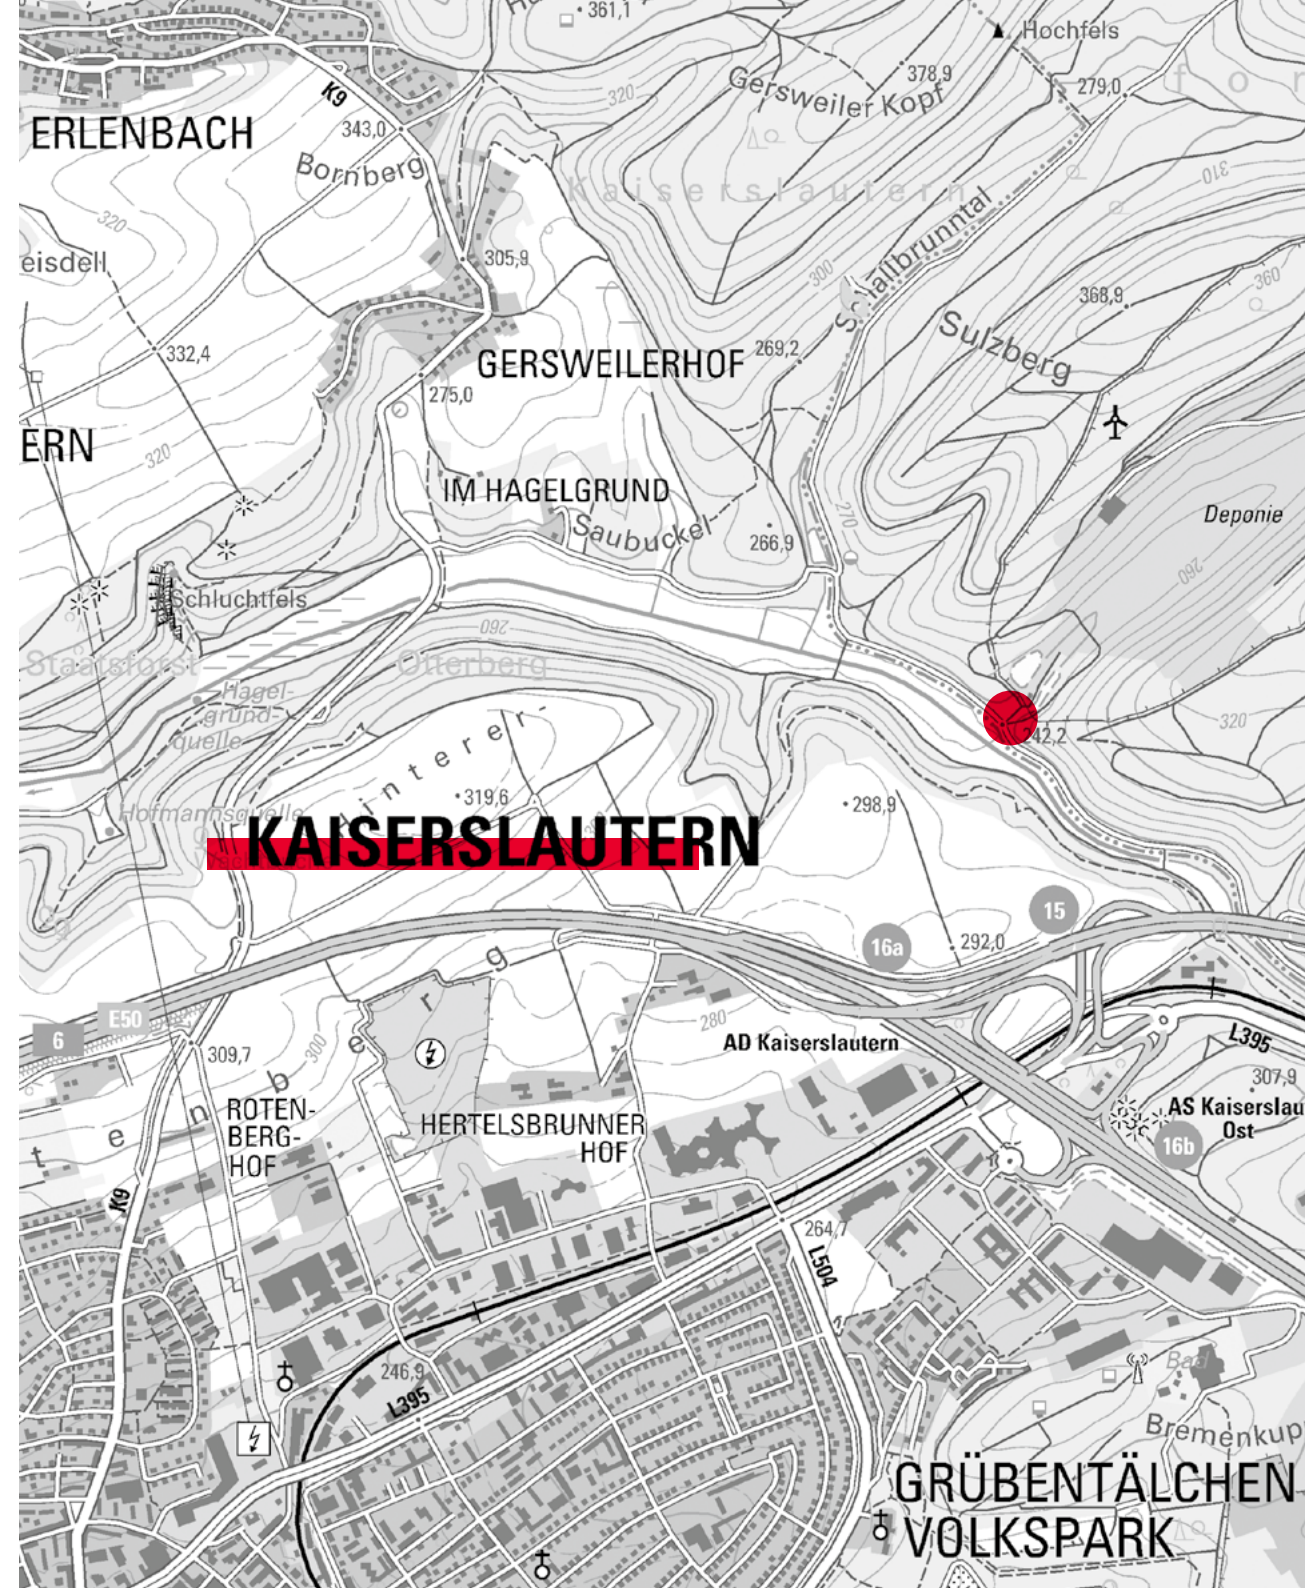 361,1
Hochfels
378,9
Gersweiler Kopf
279,0
for
320
K9
ERLENBACH
343,0
Bornberg
Kaiserslautern
310
320
Schallbrunntal
eisdell
305,9
300
360
368,9
Sulzberg
332,4
269,2
GERSWEILERHOF
275,0
ERN
320
IM HAGELGRUND
Saubuckel
270
266,9
Deponie
260
Schluchtfels
260
Staatsforst
Otterberg
Hagel-
grund-
quelle
Hinterer-
320
242,2
319,6
298,9
Hofmannsquelle
KAISERSLAUTERN
15
16a
292,0
E50
6
280
AD Kaiserslautern
L395
309,7
300
307,9
ROTEN-
BERG-
HOF
HERTELSBRUNNER
HOF
AS Kaiserslau
Ost
16b
tenberg
K9
264,7
L504
246,9
L395
Bad
Bremenkup
GRÜBENTÄLCHEN
VOLKSPARK